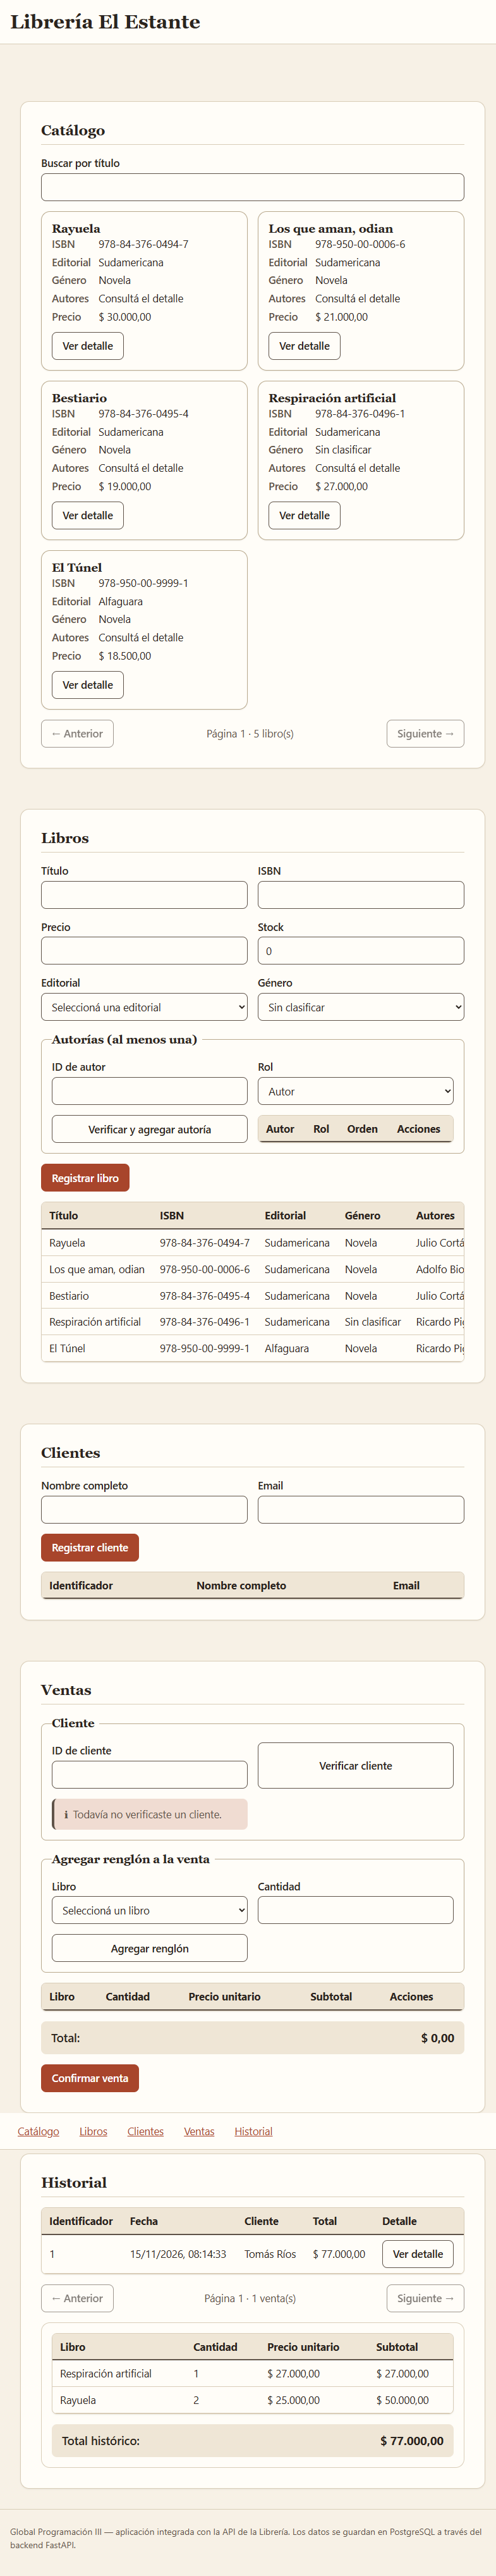 Librería El Estante
Catálogo
Buscar por título
Rayuela
ISBN 978-84-376-0494-7
Editorial Sudamericana
Género Novela
Autores Consultá el detalle
Precio $ 30.000,00
Ver detalle
Los que aman, odian
ISBN 978-950-00-0006-6
Editorial Sudamericana
Género Novela
Autores Consultá el detalle
Precio $ 21.000,00
Ver detalle
Bestiario
ISBN 978-84-376-0495-4
Editorial Sudamericana
Género Novela
Autores Consultá el detalle
Precio $ 19.000,00
Ver detalle
Respiración artificial
ISBN 978-84-376-0496-1
Editorial Sudamericana
Género Sin clasificar
Autores Consultá el detalle
Precio $ 27.000,00
Ver detalle
El Túnel
ISBN 978-950-00-9999-1
Editorial Alfaguara
Género Novela
Autores Consultá el detalle
Precio $ 18.500,00
Ver detalle
← Anterior Página 1 · 5 libro(s) Siguiente →
Libros
Título ISBN
Precio Stock
0
Editorial Género
Seleccioná una editorial Sin clasificar
Autorías (al menos una)
ID de autor Rol
Autor
Verificar y agregar autoría Autor Rol Orden Acciones
Registrar libro
Título ISBN Editorial Género Autores
Rayuela 978-84-376-0494-7 Sudamericana Novela Julio Cortá
Los que aman, odian 978-950-00-0006-6 Sudamericana Novela Adolfo Bio
Bestiario 978-84-376-0495-4 Sudamericana Novela Julio Cortá
Respiración artificial 978-84-376-0496-1 Sudamericana Sin clasificar Ricardo Pig
El Túnel 978-950-00-9999-1 Alfaguara Novela Ricardo Pig
Clientes
Nombre completo Email
Registrar cliente
Identificador Nombre completo Email
Ventas
Cliente
ID de cliente
Verificar cliente
ℹ Todavía no verificaste un cliente.
Agregar renglón a la venta
Libro Cantidad
Seleccioná un libro
Agregar renglón
Libro Cantidad Precio unitario Subtotal Acciones
Total: $ 0,00
Confirmar venta
Catálogo Libros Clientes Ventas Historial
Historial
Identificador Fecha Cliente Total Detalle
1 15/11/2026, 08:14:33 Tomás Ríos $ 77.000,00 Ver detalle
← Anterior Página 1 · 1 venta(s) Siguiente →
Libro Cantidad Precio unitario Subtotal
Respiración artificial 1 $ 27.000,00 $ 27.000,00
Rayuela 2 $ 25.000,00 $ 50.000,00
Total histórico: $ 77.000,00
Global Programación III — aplicación integrada con la API de la Librería. Los datos se guardan en PostgreSQL a través del
backend FastAPI.